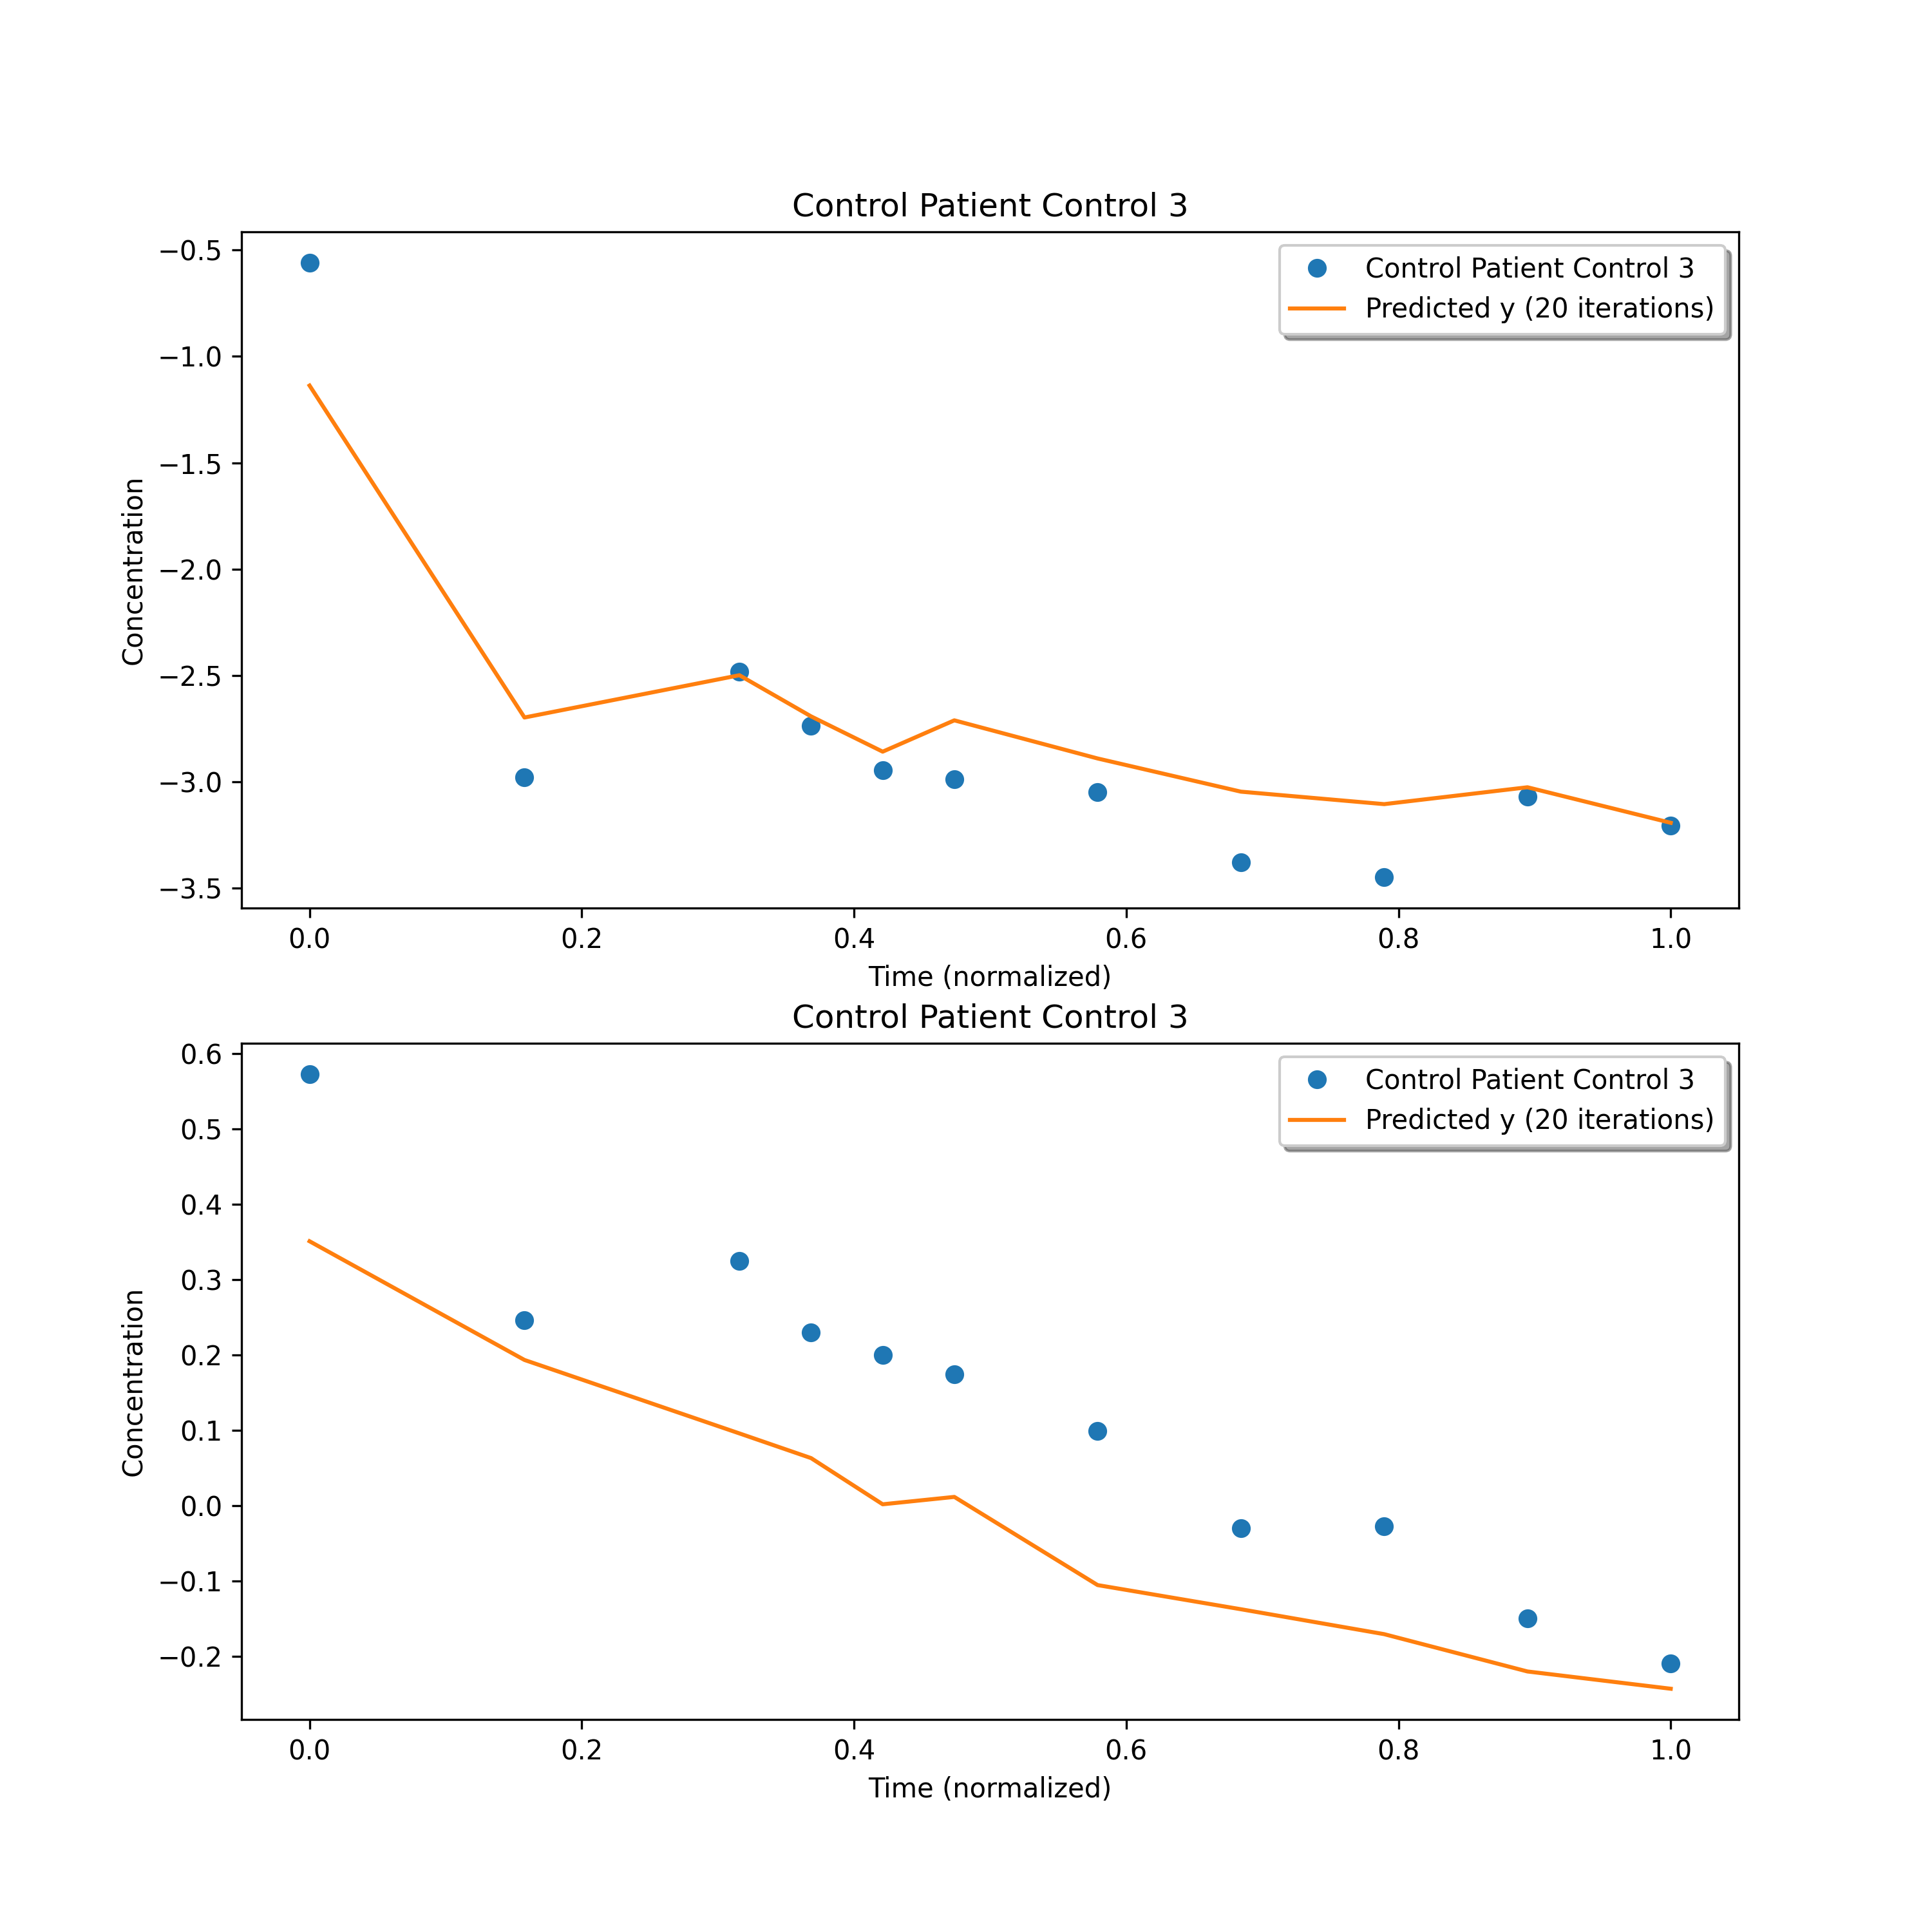 Control Patient Control 3
−0.5
−1.0
−1.5
−2.0
−2.5
−3.0
−3.5
Concentration
Control Patient Control 3
Predicted y (20 iterations)
0.0 0.2 0.4 0.6 0.8 1.0
Time (normalized)
Control Patient Control 3
0.6
0.5
0.4
0.3
0.2
0.1
0.0
−0.1
−0.2
Concentration
Control Patient Control 3
Predicted y (20 iterations)
0.0 0.2 0.4 0.6 0.8 1.0
Time (normalized)